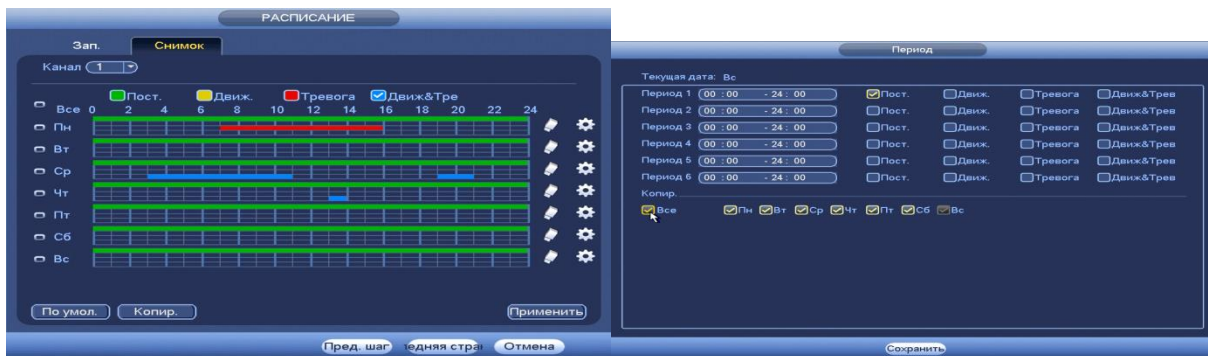 РАСПИСАНИЕ
Зап. Снимок
Канал 1
Пост. Движ. Тревога Движ&Тре
Все 0 2 4 6 8 10 12 14 16 18 20 22 24
Пн
Вт
Ср
Чт
Пт
Сб
Вс
По умол. Копир. Применить
Пред. шаг едняя стра Отмена
Период
Текущая дата: Вс
Период 1 00 :00 - 24 : 00 Пост. Движ. Тревога Движ&Трев
Период 2 00 :00 - 24 : 00 Пост. Движ. Тревога Движ&Трев
Период 3 00 :00 - 24 : 00 Пост. Движ. Тревога Движ&Трев
Период 4 00 :00 - 24 : 00 Пост. Движ. Тревога Движ&Трев
Период 5 00 :00 - 24 : 00 Пост. Движ. Тревога Движ&Трев
Период 6 00 :00 - 24 : 00 Пост. Движ. Тревога Движ&Трев
Копир.
Все Пн Вт Ср Чт Пт Сб Вс
Сохранить